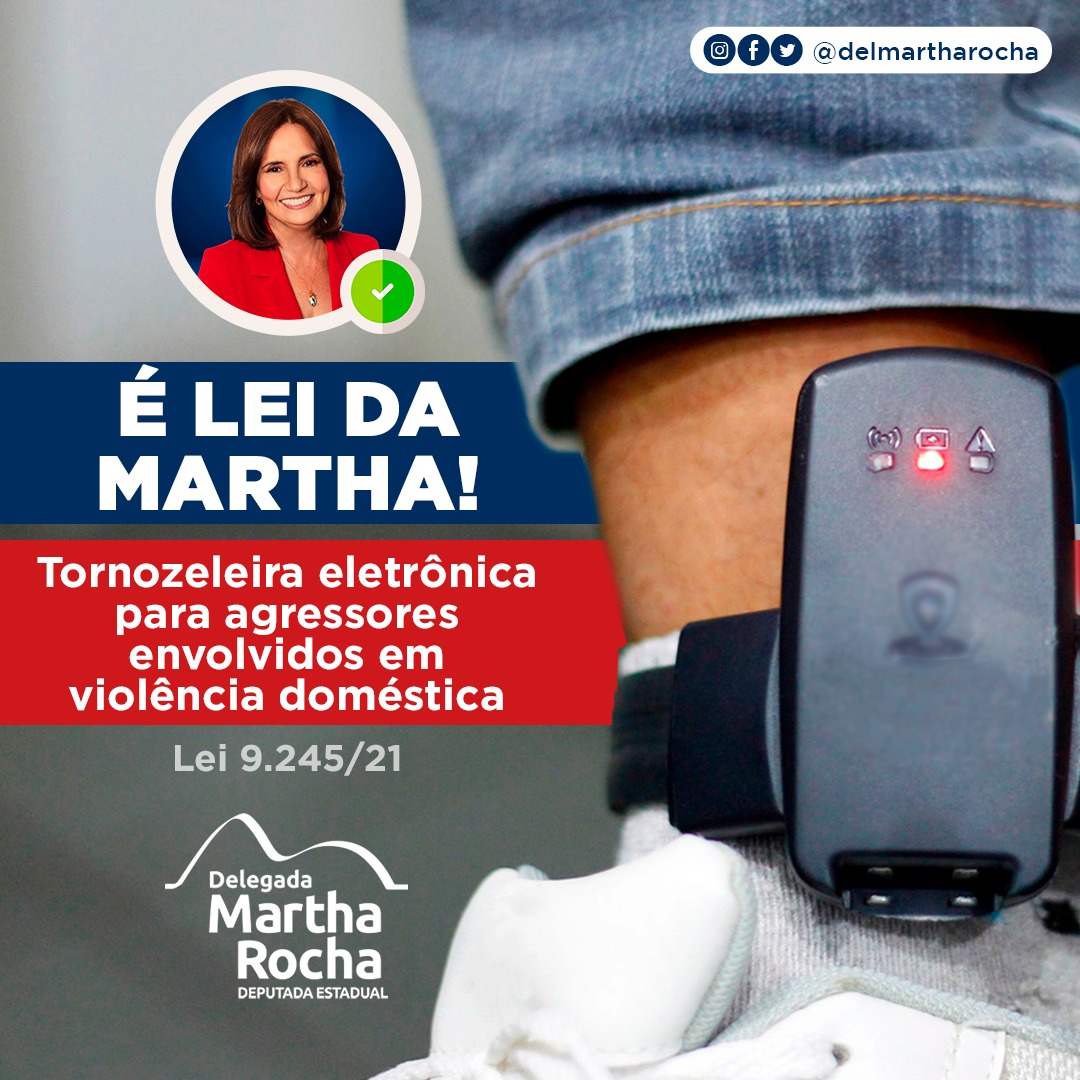 @delmartharocha
É LEI DA
MARTHA!
Tornozeleira eletrônica
para agressores
envolvidos em
violência doméstica
Lei 9.245/21
Delegada
Martha
Rocha
DEPUTADA ESTADUAL